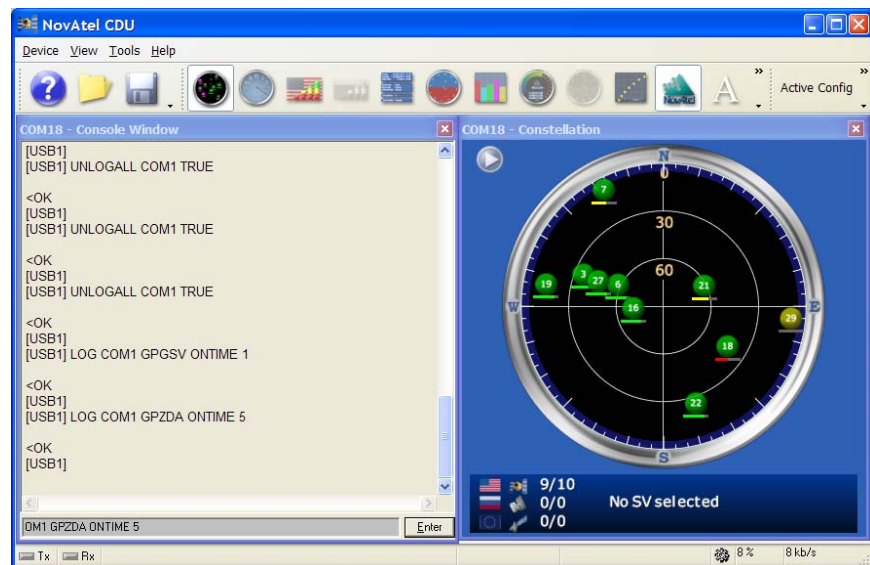 NovAtel CDU
Device View Tools Help
NovAtel
A
»
Active Config
»
COM18 - Console Window
[USB1]
[USB1] UNLOGALL COM1 TRUE
<OK
[USB1]
[USB1] UNLOGALL COM1 TRUE
<OK
[USB1]
[USB1] UNLOGALL COM1 TRUE
<OK
[USB1]
[USB1] LOG COM1 GPGSV ONTIME 1
<OK
[USB1]
[USB1] LOG COM1 GPZDA ONTIME 5
<OK
[USB1]
OM1 GPZDA ONTIME 5
Enter
COM18 - Constellation
N
0
7
30
60
3
27
6
19
21
16
W
E
29
18
22
S
9/10
0/0
No SV selected
0/0
Tx Rx
8 %
8 kb/s